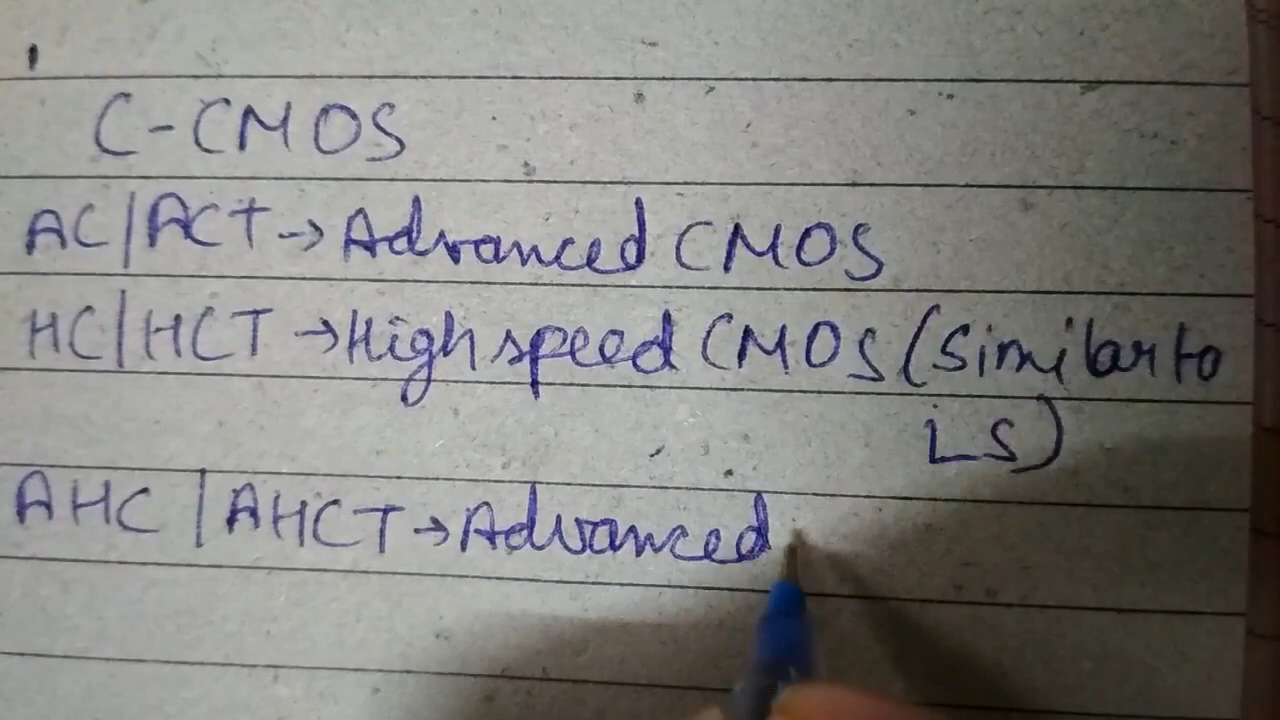 C-CMOS
AC/ACT→Advanced CMOS
HC/HCT→High speed CMOS (Similar to
LS)
AHC/AHCT→Advanced